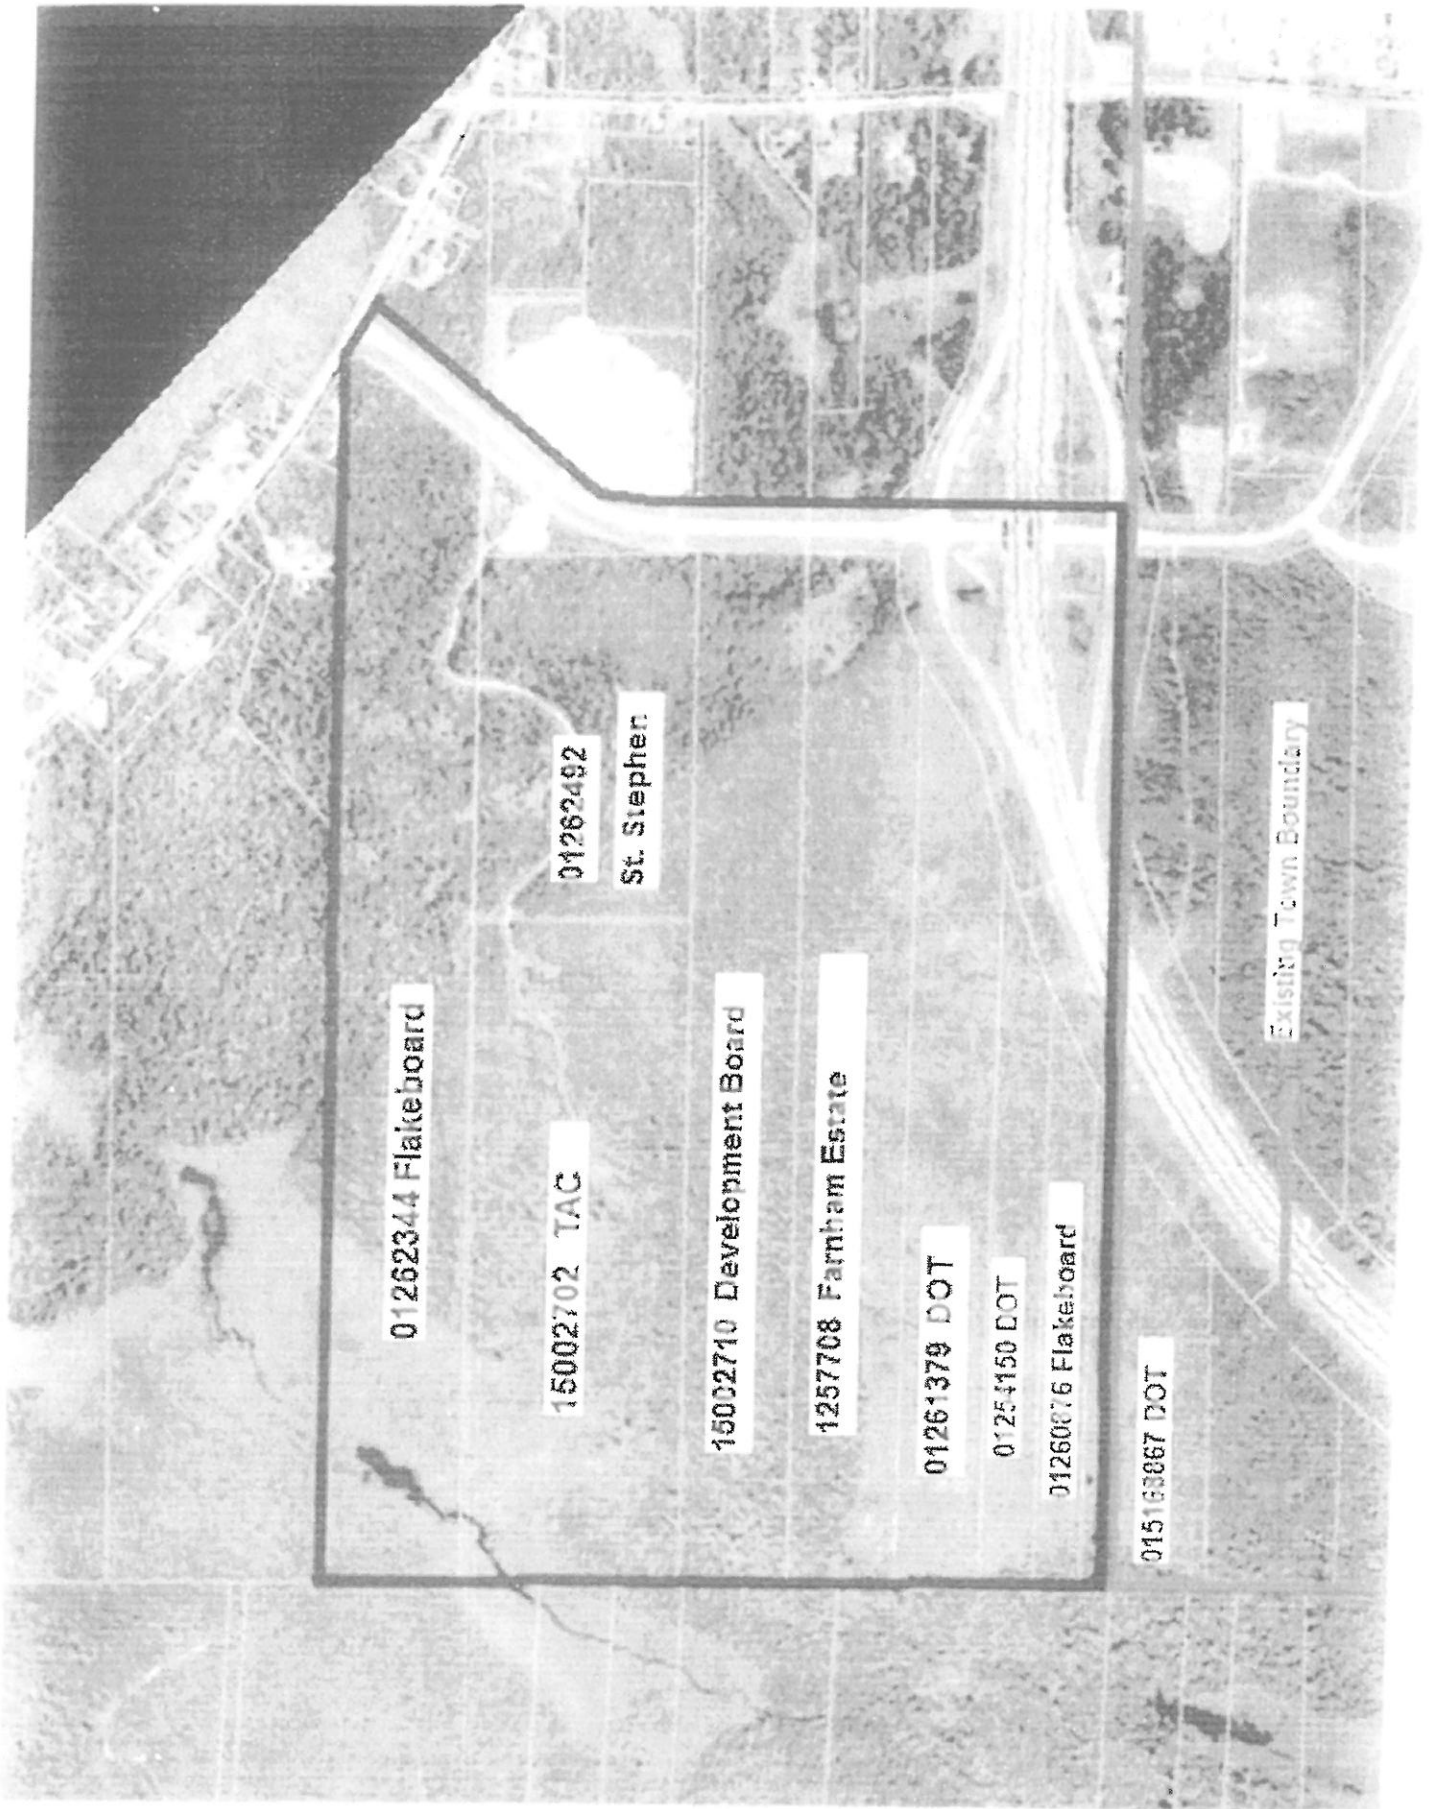 01262344 Flakeboard
01262492
St. Stephen
15002702 TAC
15002710 Development Board
1257708 Farnham Estate
01261379 DOT
01254150 DOT
Flakeboard
DOT
Existing Town Boundary